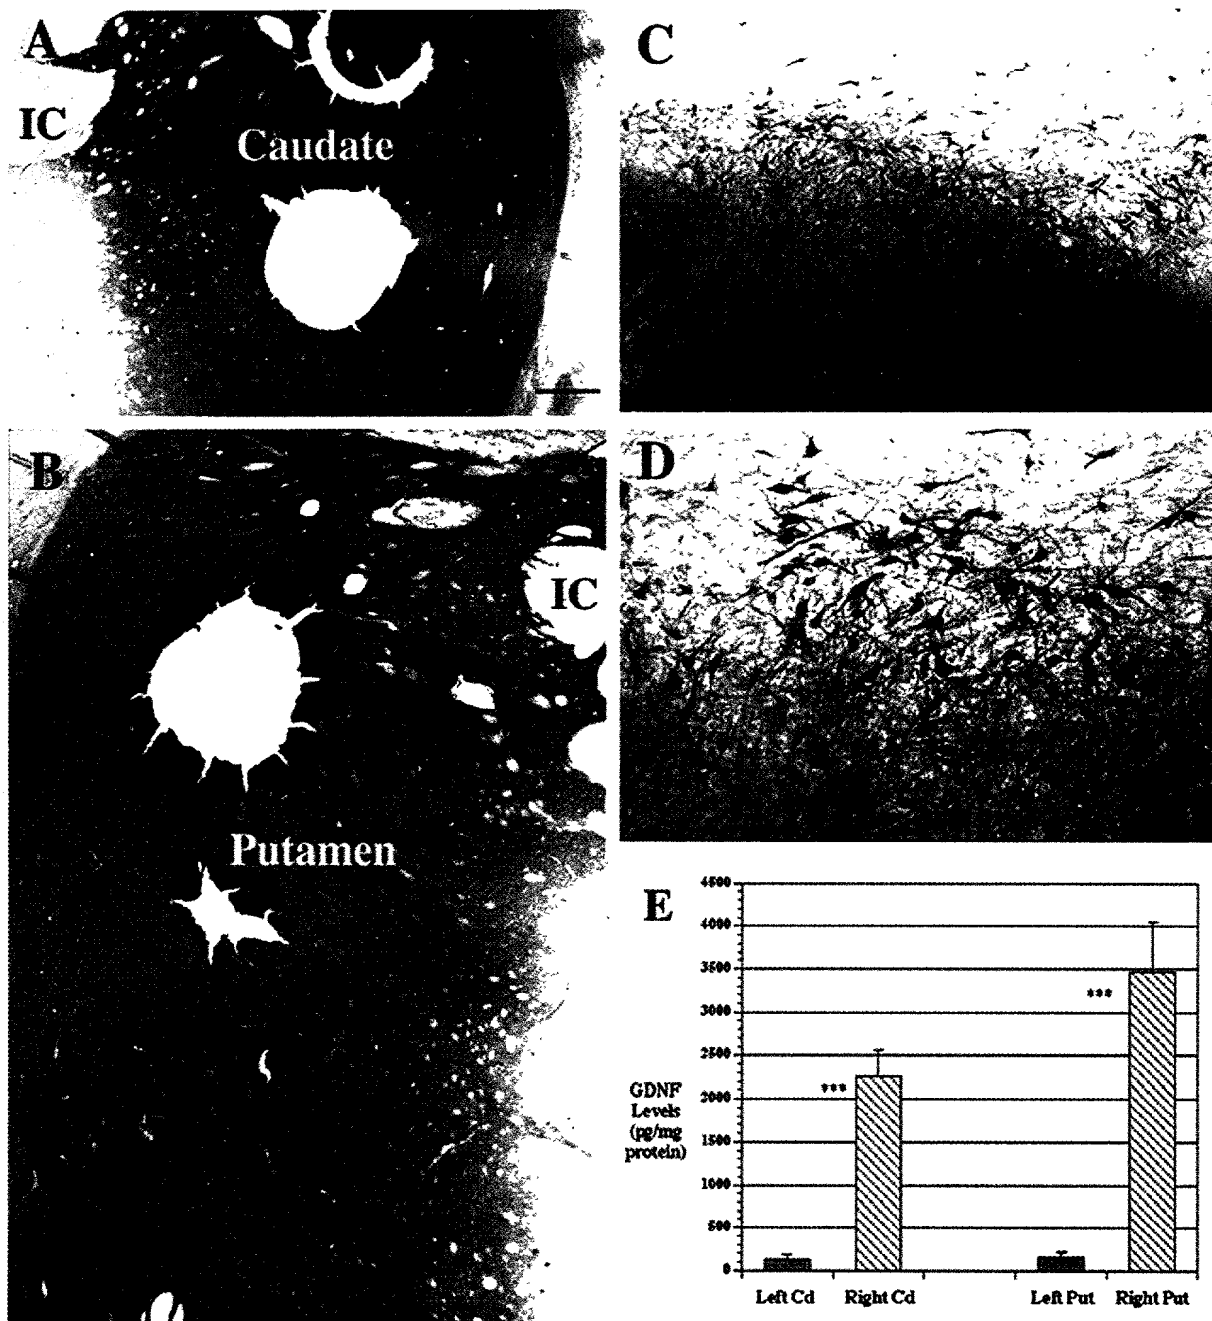 A
IC
Caudate
B
IC
Putamen
C
D
E
4500
4000
3500
3000
2500
2000
1500
1000
500
0
GDNF
Levels
(pg/mg
protein)
***
***
Left Cd
Right Cd
Left Put
Right Put